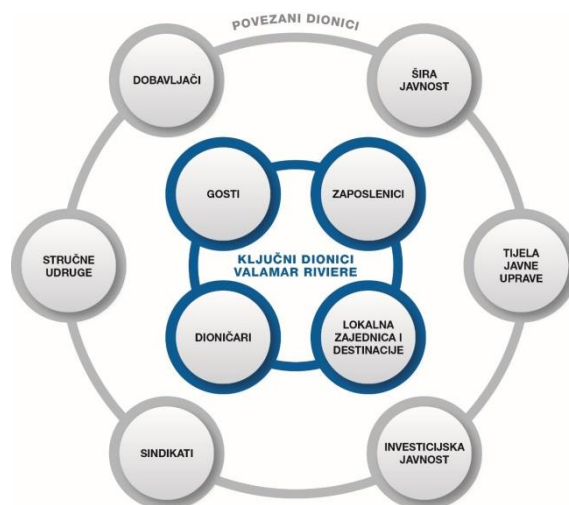 POVEZANI DIONICI
DOBAVLJAČI
ŠIRA
JAVNOST
GOSTI
ZAPOSLENICI
STRUČNE
UDRUGE
KLJUČNI DIONICI
VALAMAR RIVIERE
TIJELA
JAVNE
UPRAVE
DIONIČARI
LOKALNA
ZAJEDNICA I
DESTINACIJE
SINDIKATI
INVESTICIJSKA
JAVNOST